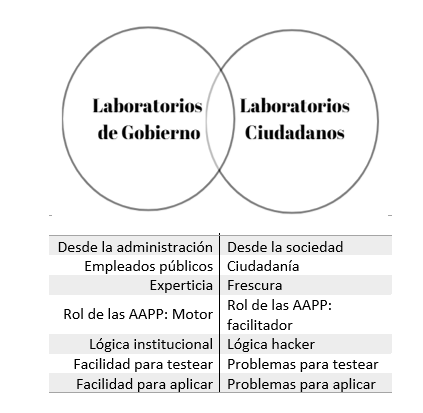 Laboratorios de Gobierno
Laboratorios Ciudadanos
Desde la administración Desde la sociedad
Empleados públicos Ciudadanía
Experticia Frescura
Rol de las AAPP: Motor Rol de las AAPP: facilitador
Lógica institucional Lógica hacker
Facilidad para testear Problemas para testear
Facilidad para aplicar Problemas para aplicar